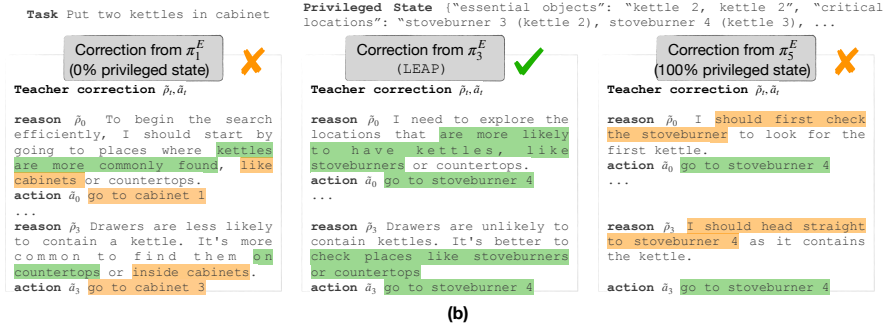 Task Put two kettles in cabinet
Privileged State {"essential objects": "kettle 2, kettle 2", "critical
locations": "stoveburner 3 (kettle 2), stoveburner 4 (kettle 3), ...
Correction from π₁ᴱ
(0% privileged state)
✘
Teacher correction ρ̃ₜ, ãₜ
reason ρ̃₀ To begin the search
efficiently, I should start by
going to places where kettles
are more commonly found, like
cabinets or countertops.
action ã₀ go to cabinet 1
...
reason ρ̃₃ Drawers are less likely
to contain a kettle. It's more
common to find them on
countertops or inside cabinets.
action ã₃ go to cabinet 3
Correction from π₃ᴱ
(LEAP)
✓
Teacher correction ρ̃ₜ, ãₜ
reason ρ̃₀ I need to explore the
locations that are more likely
to have kettles, like
stoveburners or countertops.
action ã₀ go to stoveburner 4
...
reason ρ̃₃ Drawers are unlikely to
contain kettles. It's better to
check places like stoveburners
or countertops
action ã₃ go to stoveburner 4
Correction from π₅ᴱ
(100% privileged state)
✘
Teacher correction ρ̃ₜ, ãₜ
reason ρ̃₀ I should first check
the stoveburner to look for the
first kettle.
action ã₀ go to stoveburner 4
...
reason ρ̃₃ I should head straight
to stoveburner 4 as it contains
the kettle.
action ã₃ go to stoveburner 4
(b)